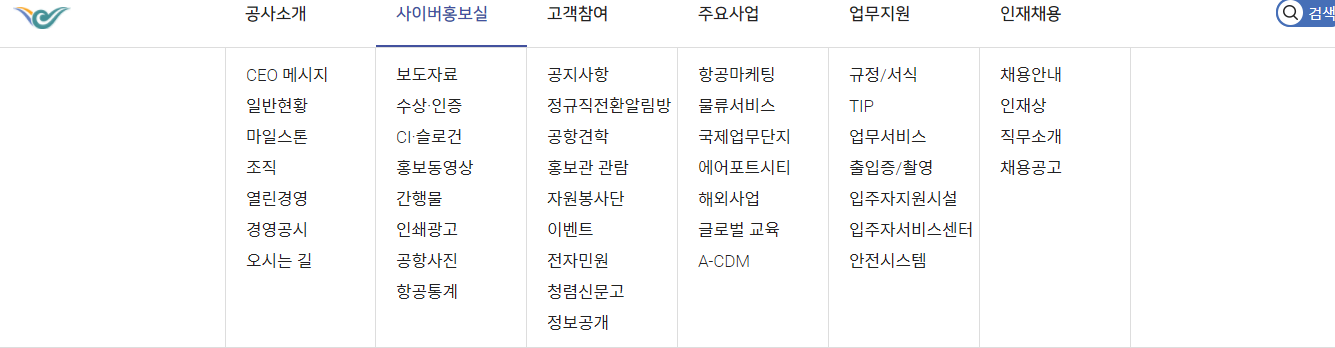 공사소개 사이버홍보실 고객참여 주요사업 업무지원 인재채용 검색
CEO 메시지 보도자료 공지사항 항공마케팅 규정/서식 채용안내
일반현황 수상·인증 정규직전환알림방 물류서비스 TIP 인재상
마일스톤 CI·슬로건 공항견학 국제업무단지 업무서비스 직무소개
조직 홍보동영상 홍보관 관람 에어포트시티 출입증/촬영 채용공고
열린경영 간행물 자원봉사단 해외사업 입주자지원시설
경영공시 인쇄광고 이벤트 글로벌 교육 입주자서비스센터
오시는 길 공항사진 전자민원 A-CDM 안전시스템
항공통계 청렴신문고
정보공개